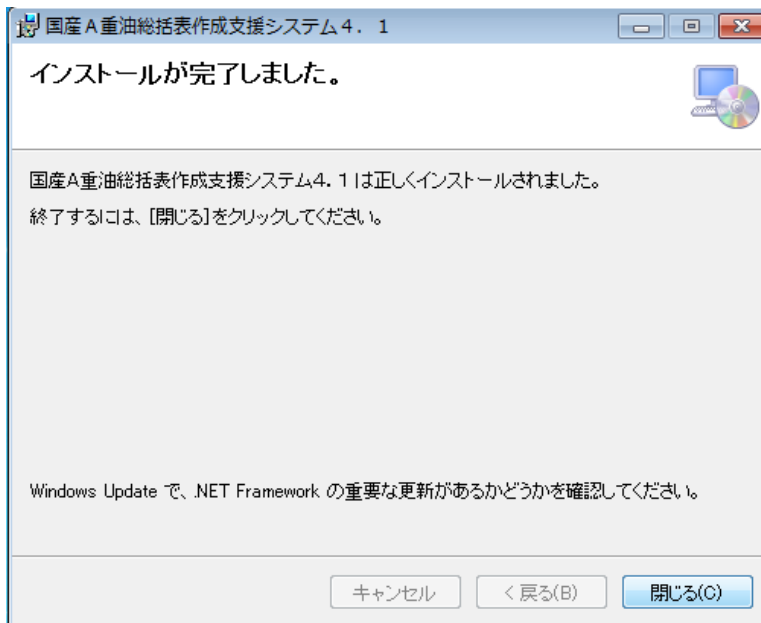 国産A重油総括表作成支援システム4．1
インストールが完了しました。
国産A重油総括表作成支援システム4．1は正しくインストールされました。
終了するには、[閉じる]をクリックしてください。
Windows Update で、.NET Framework の重要な更新があるかどうかを確認してください。
キャンセル
< 戻る(B)
閉じる(C)